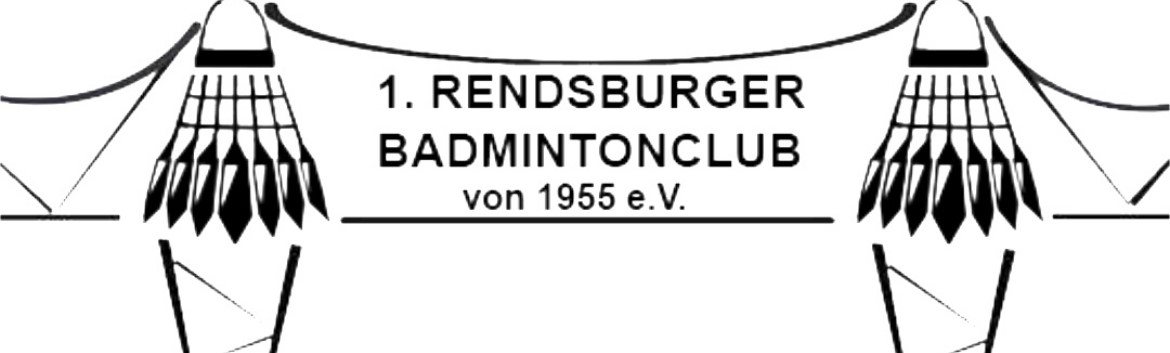 1. RENDSBURGER
BADMINTONCLUB
von 1955 e.V.